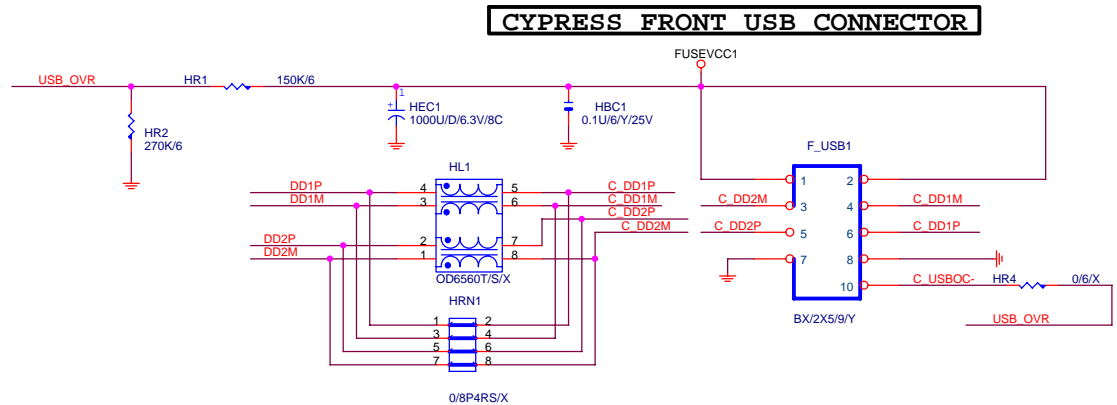 CYPRESS FRONT USB CONNECTOR
FUSEVCC1
USB_OVR
HR1
150K/6
HR2
270K/6
1
+
HEC1
1000U/D/6.3V/8C
HBC1
0.1U/6/Y/25V
F_USB1
HL1
DD1P
4
5
C_DD1P
DD1M
3
6
C_DD1M
C_DD2P
DD2P
2
7
C_DD2M
DD2M
1
8
OD6560T/S/X
1
2
C_DD2M
3
4
C_DD1M
C_DD2P
5
6
C_DD1P
7
8
10
C_USBOC-
HR4
0/6/X
USB_OVR
BX/2X5/9/Y
HRN1
1
2
3
4
5
6
7
8
0/8P4RS/X